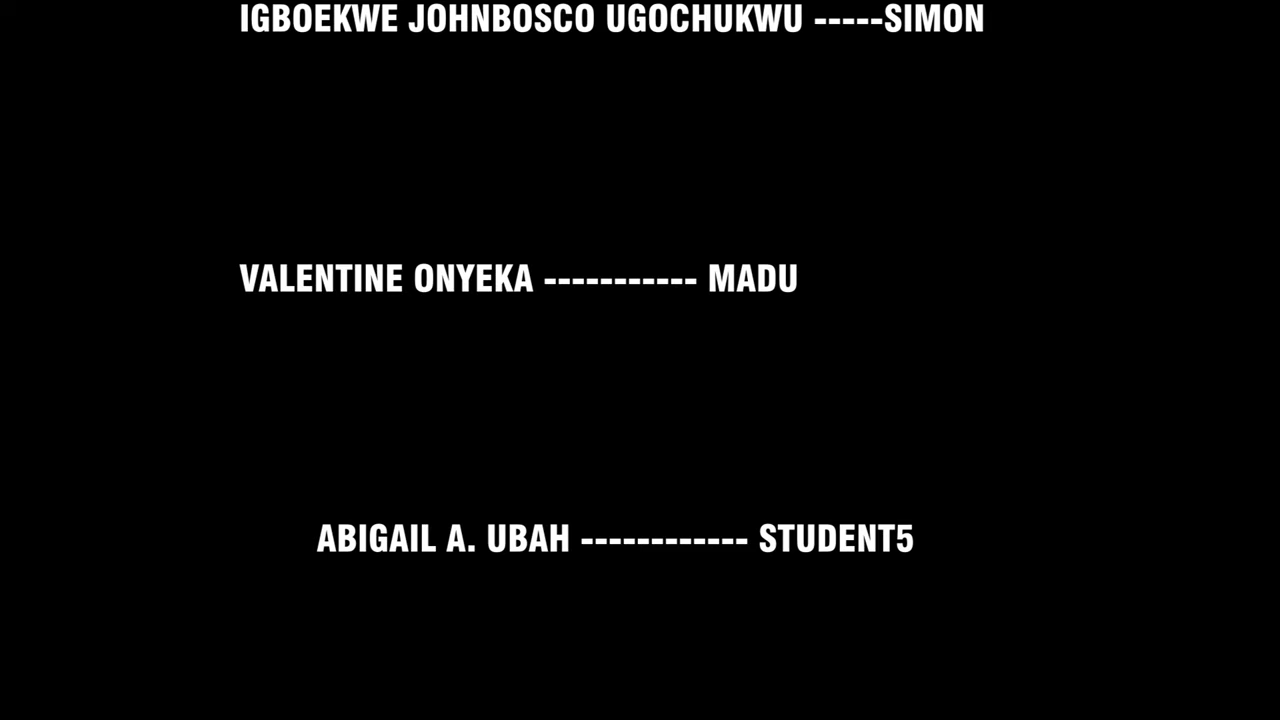 IGBOEKWE JOHNBOSCO UGOCHUKWU -----SIMON
VALENTINE ONYEKA ----------- MADU
ABIGAIL A. UBAH ------------ STUDENT5